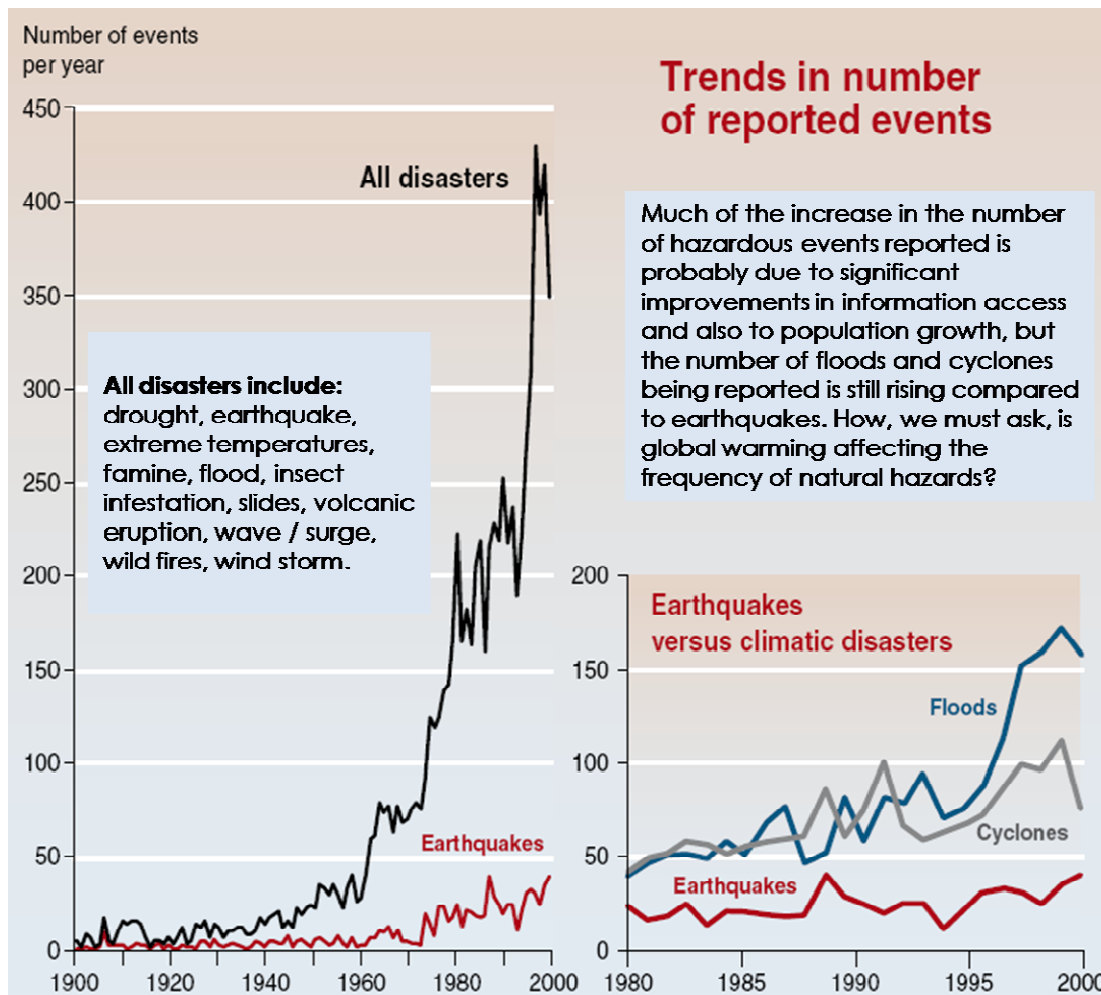 Number of events
per year
Trends in number
of reported events
450
400
350
300
250
200
150
100
50
0
All disasters
Much of the increase in the number
of hazardous events reported is
probably due to significant
improvements in information access
and also to population growth, but
the number of floods and cyclones
being reported is still rising compared
to earthquakes. How, we must ask, is
global warming affecting the
frequency of natural hazards?
All disasters include:
drought, earthquake,
extreme temperatures,
famine, flood, insect
infestation, slides, volcanic
eruption, wave / surge,
wild fires, wind storm.
Earthquakes
1900 1920 1940 1960 1980 2000
200
150
100
50
0
Earthquakes
versus climatic disasters
Floods
Cyclones
Earthquakes
1980 1985 1990 1995 2000